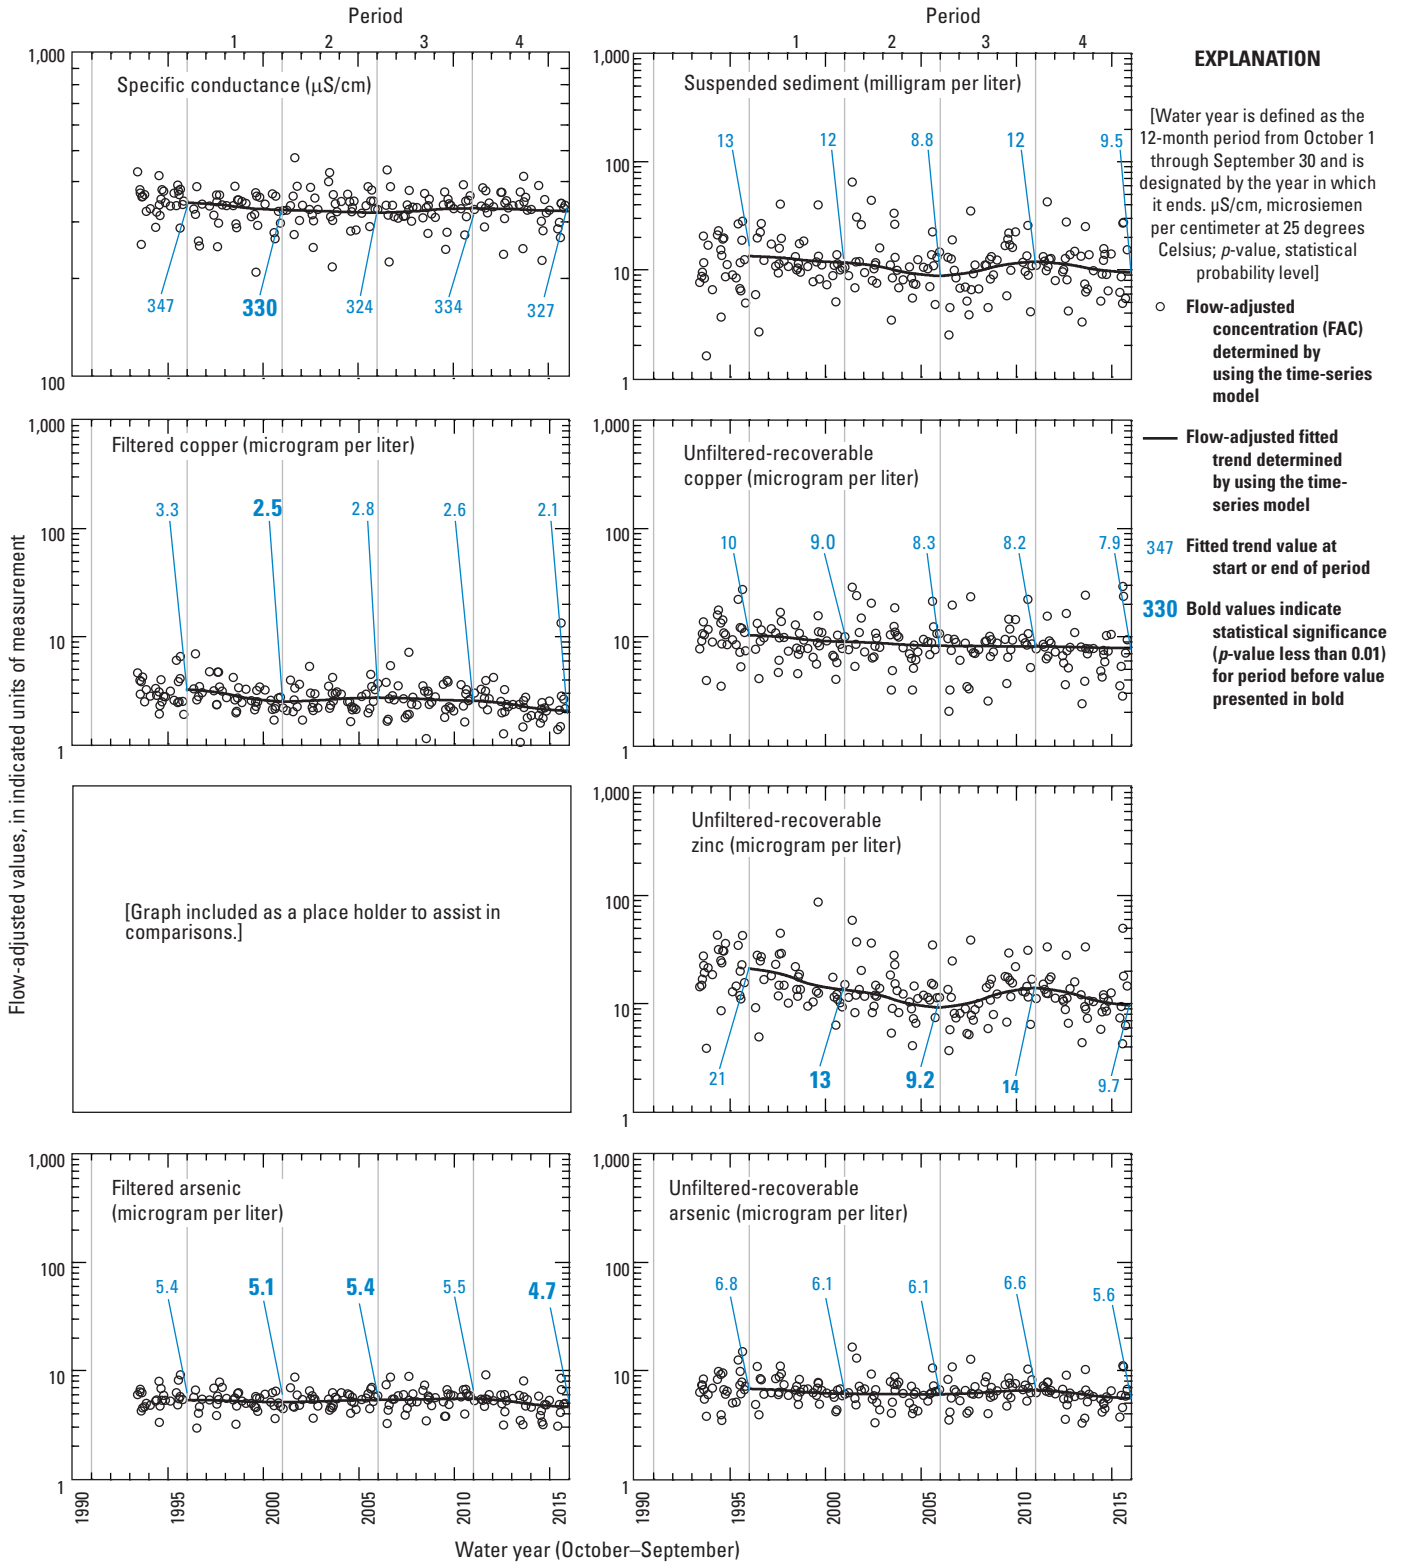 Period
1 2 3 4
1,000
100
Specific conductance (µS/cm)
347 330 324 334 327
Period
1 2 3 4
1,000
100
10
1
Suspended sediment (milligram per liter)
13 12 8.8 12 9.5
1,000
100
10
1
Filtered copper (microgram per liter)
3.3 2.5 2.8 2.6 2.1
1,000
100
10
1
Unfiltered-recoverable
copper (microgram per liter)
10 9.0 8.3 8.2 7.9
[Graph included as a place holder to assist in
comparisons.]
1,000
100
10
1
Unfiltered-recoverable
zinc (microgram per liter)
21 13 9.2 14 9.7
1,000
100
10
1
Filtered arsenic
(microgram per liter)
5.4 5.1 5.4 5.5 4.7
1990 1995 2000 2005 2010 2015
1,000
100
10
1
Unfiltered-recoverable
arsenic (microgram per liter)
6.8 6.1 6.1 6.6 5.6
1990 1995 2000 2005 2010 2015
Flow-adjusted values, in indicated units of measurement
Water year (October–September)
EXPLANATION
[Water year is defined as the
12-month period from October 1
through September 30 and is
designated by the year in which
it ends. µS/cm, microsiemen
per centimeter at 25 degrees
Celsius; p-value, statistical
probability level]
Flow-adjusted
concentration (FAC)
determined by
using the time-series
model
Flow-adjusted fitted
trend determined
by using the time-
series model
347 Fitted trend value at
start or end of period
330 Bold values indicate
statistical significance
(p-value less than 0.01)
for period before value
presented in bold